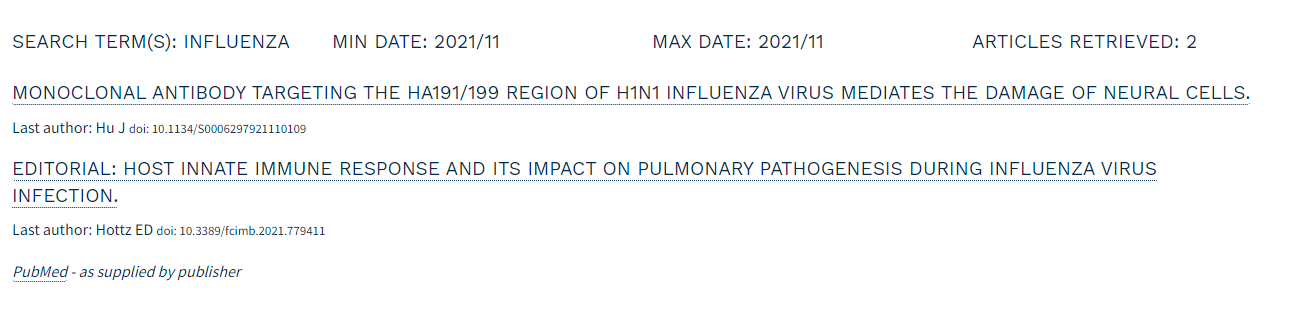 SEARCH TERM(S): INFLUENZA MIN DATE: 2021/11 MAX DATE: 2021/11 ARTICLES RETRIEVED: 2
MONOCLONAL ANTIBODY TARGETING THE HA191/199 REGION OF H1N1 INFLUENZA VIRUS MEDIATES THE DAMAGE OF NEURAL CELLS.
Last author: Hu J doi: 10.1134/S0006297921110109
EDITORIAL: HOST INNATE IMMUNE RESPONSE AND ITS IMPACT ON PULMONARY PATHOGENESIS DURING INFLUENZA VIRUS
INFECTION.
Last author: Hottz ED doi: 10.3389/fcimb.2021.779411
PubMed - as supplied by publisher